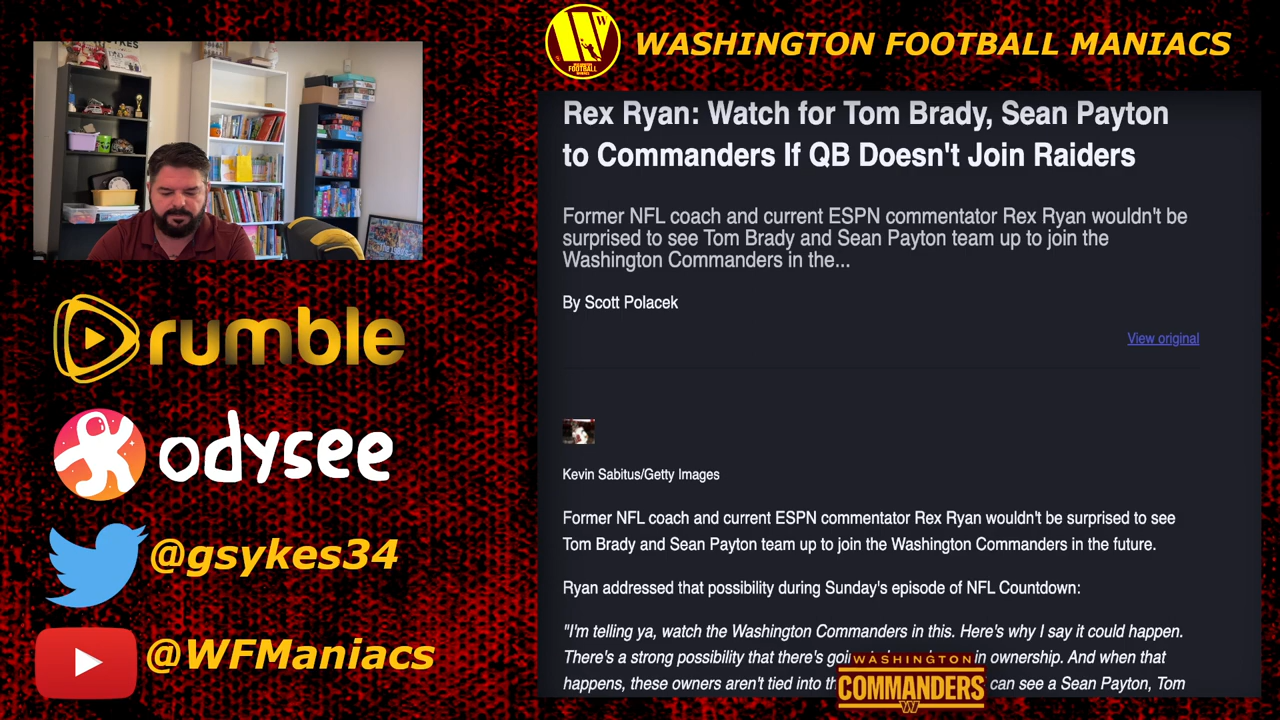 WASHINGTON FOOTBALL MANIACS
Rex Ryan: Watch for Tom Brady, Sean Payton
to Commanders If QB Doesn't Join Raiders
Former NFL coach and current ESPN commentator Rex Ryan wouldn't be
surprised to see Tom Brady and Sean Payton team up to join the
Washington Commanders in the...
By Scott Polacek
View original
Kevin Sabitus/Getty Images
Former NFL coach and current ESPN commentator Rex Ryan wouldn't be surprised to see
Tom Brady and Sean Payton team up to join the Washington Commanders in the future.
Ryan addressed that possibility during Sunday's episode of NFL Countdown:
"I'm telling ya, watch the Washington Commanders in this. Here's why I say it could happen.
There's a strong possibility that there's in ownership. And when that
happens, these owners aren't tied into can see a Sean Payton, Tom
WASHINGTON
COMMANDERS
rumble
odysee
@gsykes34
@WFManiacs